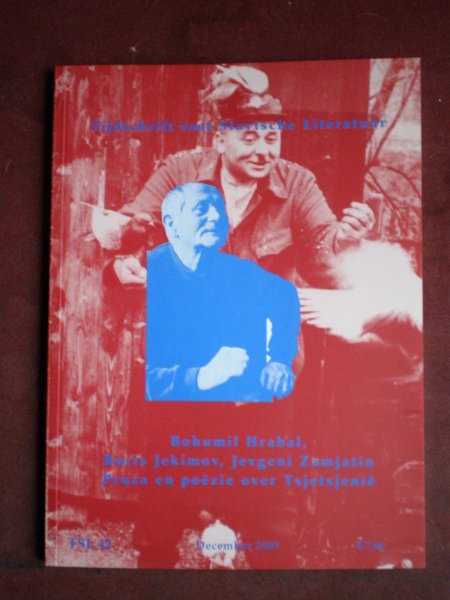 Tijdschrift voor Slavische Literatuur
Bohumil Hrabal,
Boris Jekimov, Jevgeni Zamjatin
Proza en poëzie over Tsjetsjenië
TSL 42
December 2005